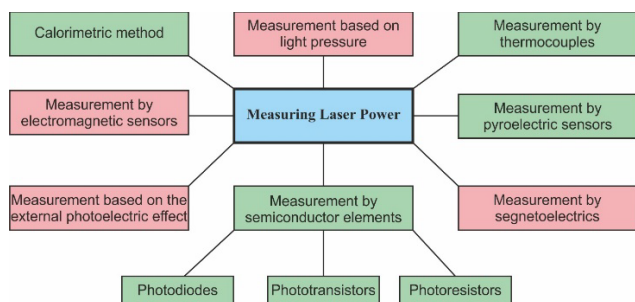 Calorimetric method
Measurement based on
light pressure
Measurement by
thermocouples
Measurement by
electromagnetic sensors
Measuring Laser Power
Measurement by
pyroelectric sensors
Measurement based on the
external photoelectric effect
Measurement by
semiconductor elements
Measurement by
segnetoelectrics
Photodiodes
Phototransistors
Photoresistors